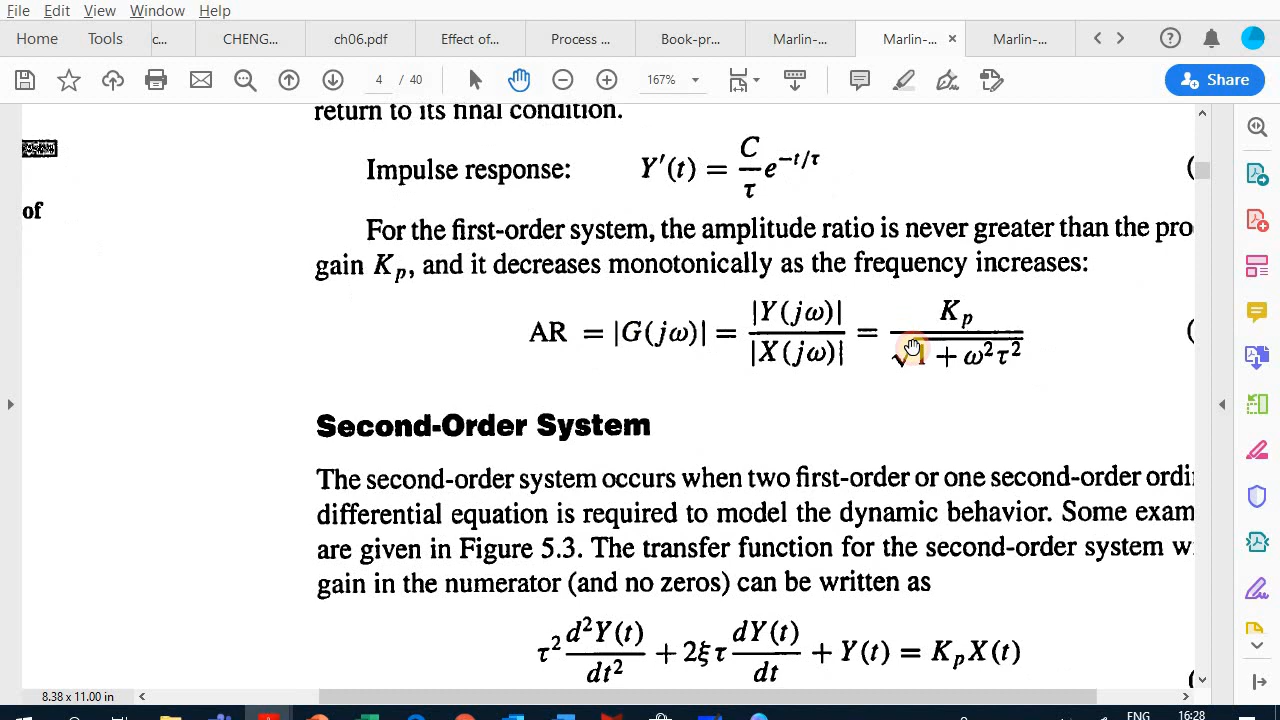 File Edit View Window Help
Home Tools c... CHENG... ch06.pdf Effect of... Process ... Book-pr... Marlin-... Marlin-... × Marlin-...
4 / 40 167% Share
return to its final condition.
Impulse response: Y′(t) = C/τ e^{−t/τ} (
of
For the first-order system, the amplitude ratio is never greater than the pro
gain K_p, and it decreases monotonically as the frequency increases:
AR = |G(jω)| = |Y(jω)| / |X(jω)| = K_p / √1 + ω²τ² (
Second-Order System
The second-order system occurs when two first-order or one second-order ordi
differential equation is required to model the dynamic behavior. Some exam
are given in Figure 5.3. The transfer function for the second-order system w
gain in the numerator (and no zeros) can be written as
τ² d²Y(t)/dt² + 2ξτ dY(t)/dt + Y(t) = K_pX(t) (
8.38 x 11.00 in
ENG 16:28